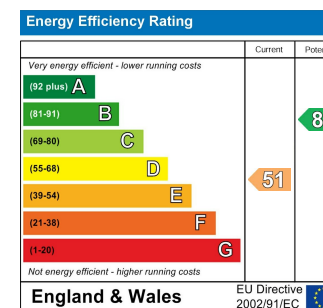 Energy Efficiency Rating
Current
Very energy efficient - lower running costs
(92 plus) A
(81-91) B
8
(69-80) C
(55-68) D
51
(39-54) E
(21-38) F
(1-20) G
Not energy efficient - higher running costs
England & Wales
EU Directive
2002/91/EC